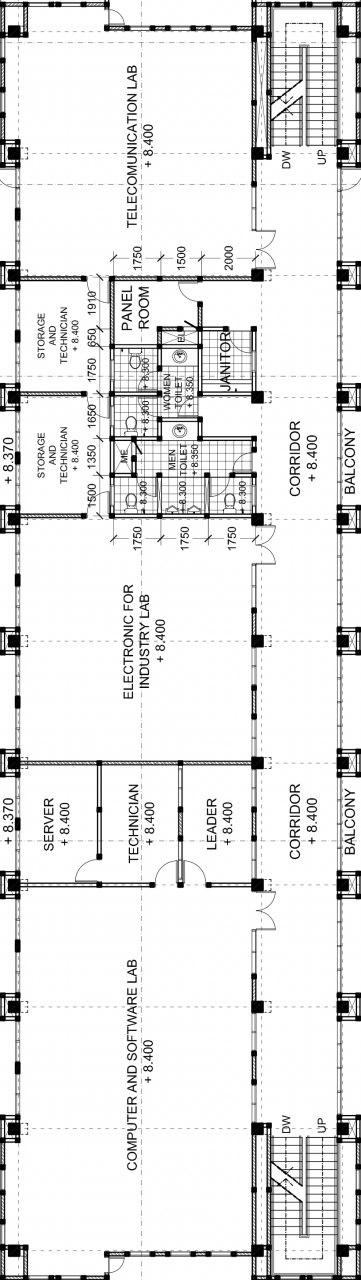 TELECOMUNICATION LAB
+ 8.400
DW
UP
1750
1500
2000
STORAGE
AND
TECHNICIAN
+ 8.400
1910
650
1750
1650
1350
1500
PANEL
ROOM
EL
JANITOR
+ 8.300
WOMEN
TOILET
+ 8.350
+ 8.300
ME
MEN
TOILET
+ 8.350
+ 8.300
+ 8.300
+ 8.300
STORAGE
AND
TECHNICIAN
+ 8.400
+ 8.370
CORRIDOR
+ 8.400
BALCONY
1750
1750
1750
ELECTRONIC FOR
INDUSTRY LAB
+ 8.400
+ 8.370
SERVER
+ 8.400
TECHNICIAN
+ 8.400
LEADER
+ 8.400
CORRIDOR
+ 8.400
BALCONY
COMPUTER AND SOFTWARE LAB
+ 8.400
DW
UP